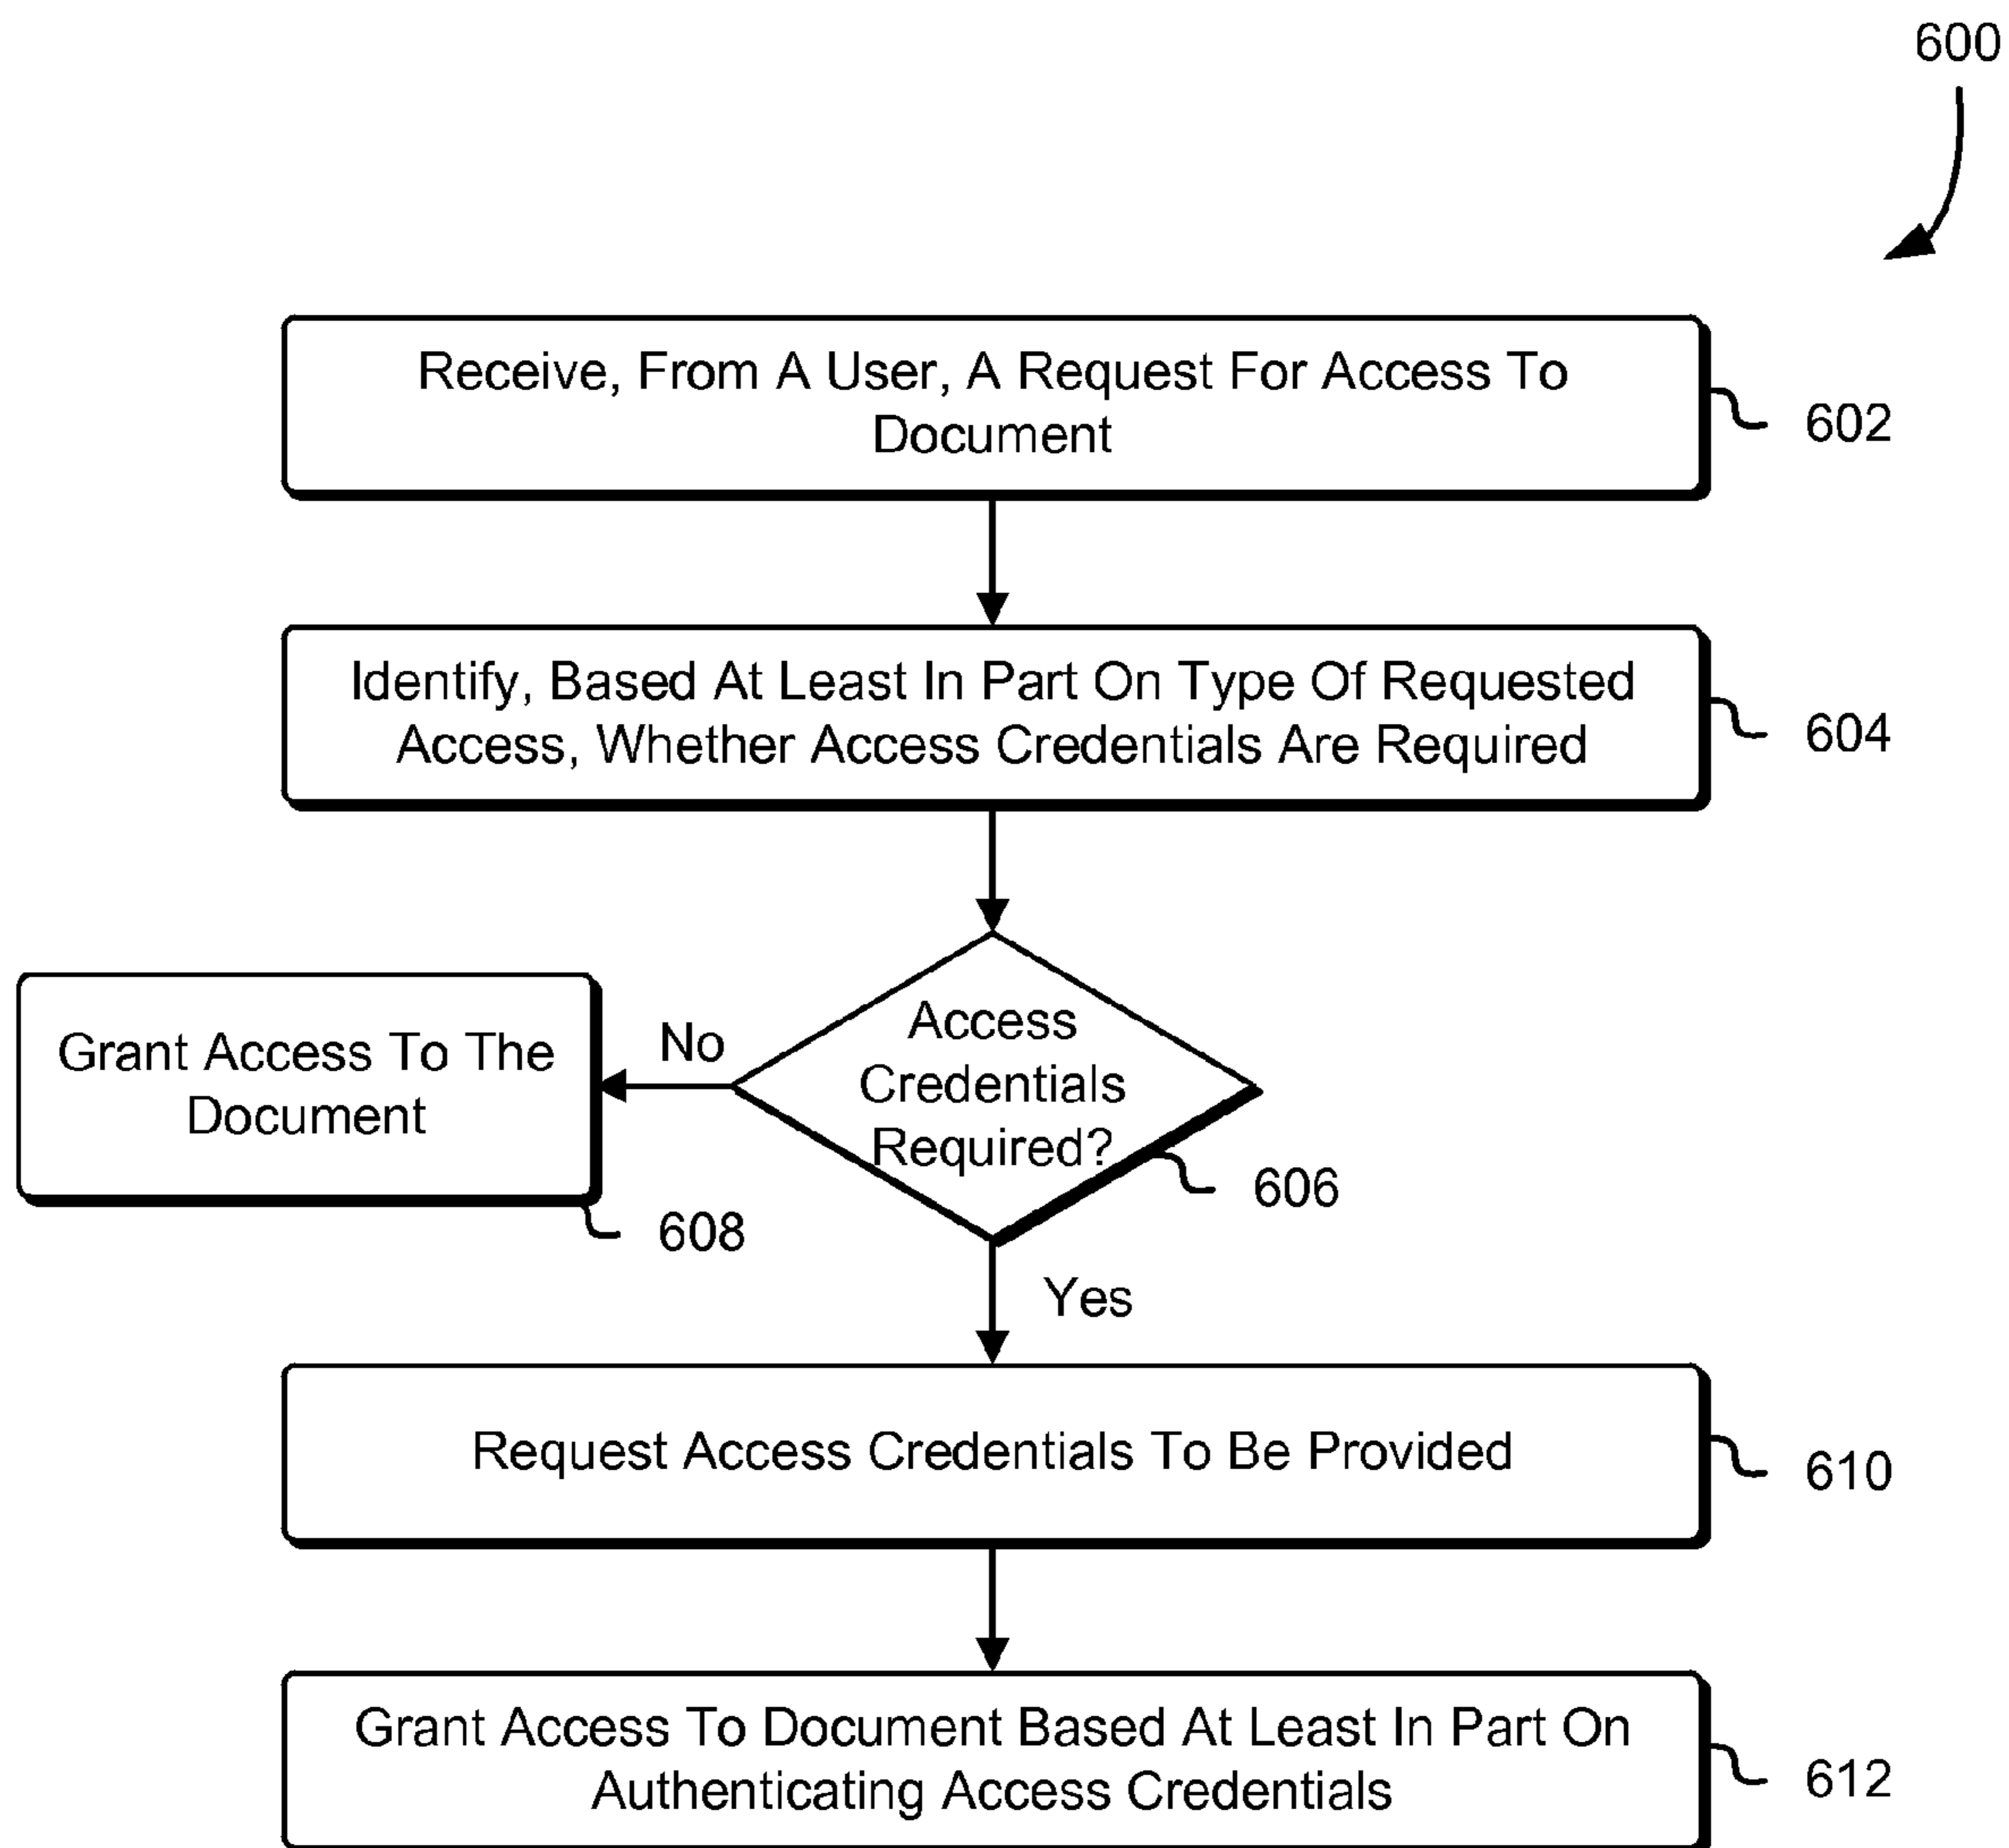 600
Receive, From A User, A Request For Access To
Document
602
Identify, Based At Least In Part On Type Of Requested
Access, Whether Access Credentials Are Required
604
Access
Credentials
Required?
606
No
Grant Access To The
Document
608
Yes
Request Access Credentials To Be Provided
610
Grant Access To Document Based At Least In Part On
Authenticating Access Credentials
612